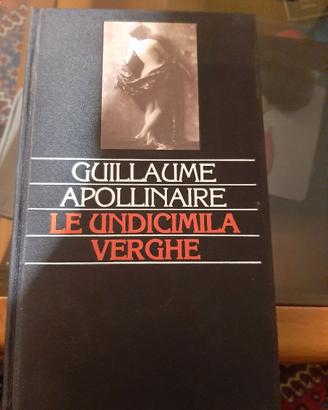 GUILLAUME
APOLLINAIRE
LE UNDICIMILA
VERGHE